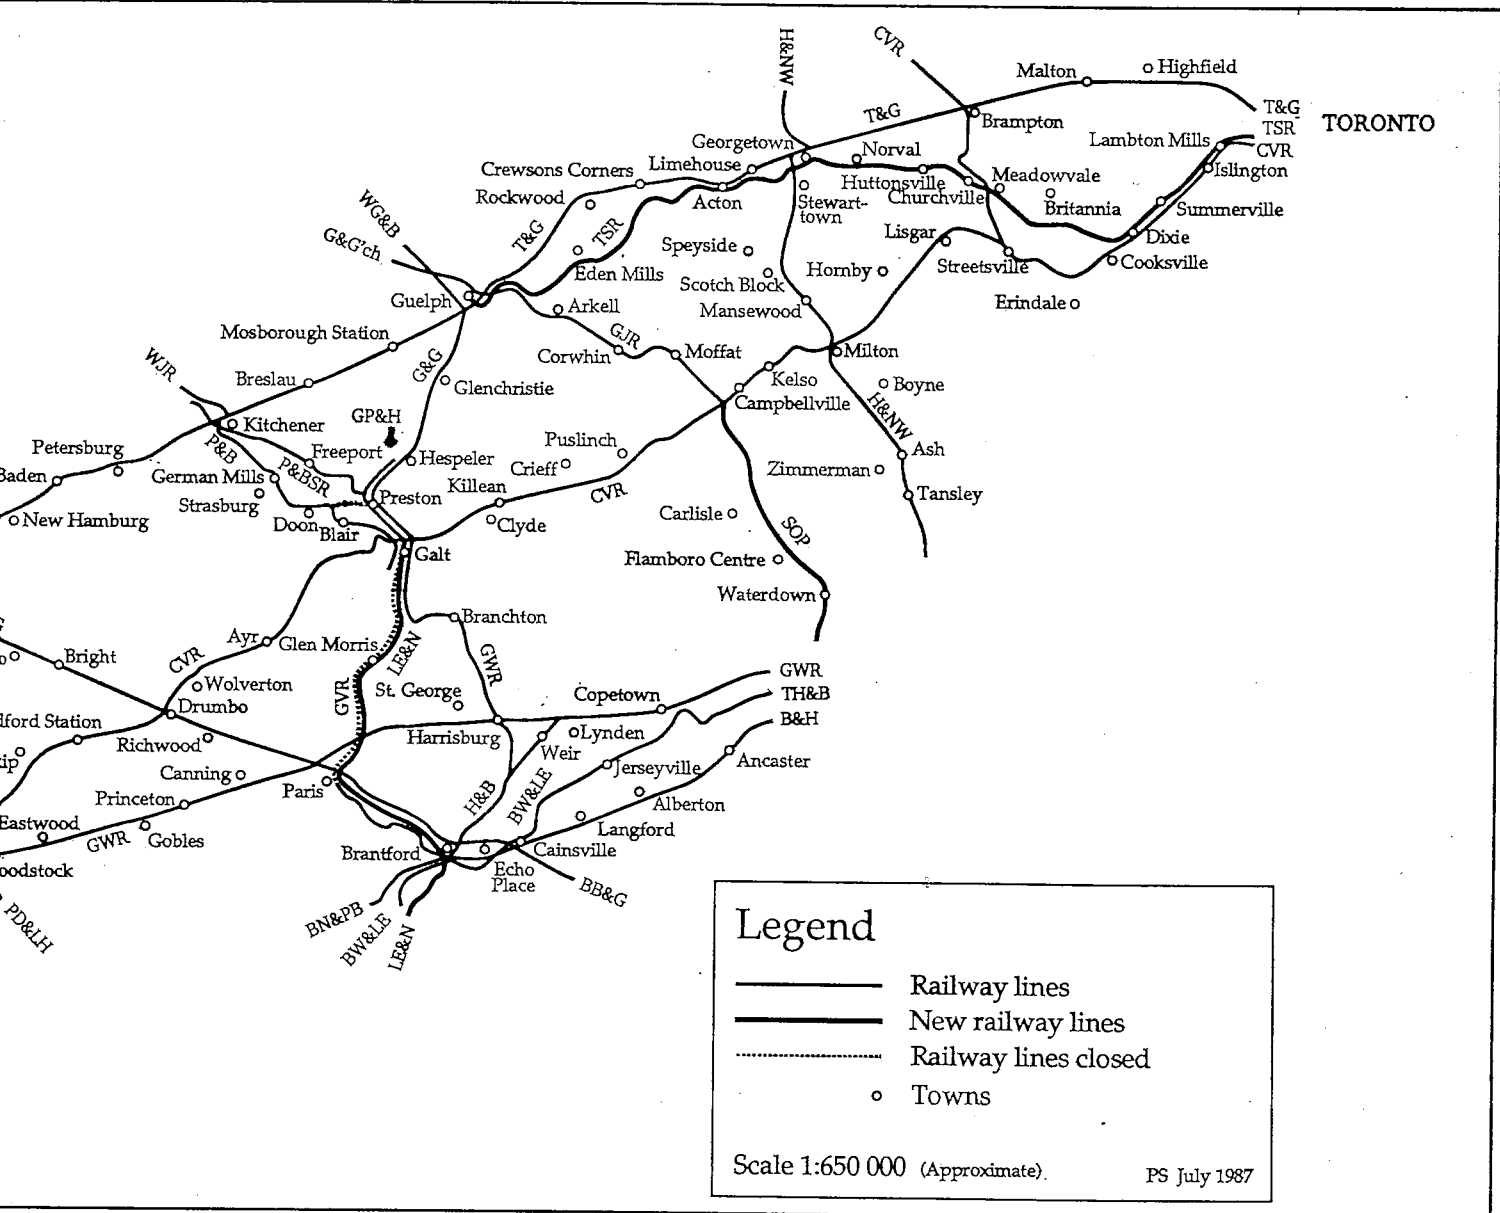 H&NW
CVR
Malton
Highfield
T&G
TSR
CVR
TORONTO
T&G
Brampton
Lambton Mills
Islington
Georgetown
Norval
Crewsons Corners
Limehouse
Huttonsville
Meadowvale
Rockwood
Acton
Stewart-
town
Churchville
Britannia
Summerville
WG&B
G&G'ch
T&G
TSR
Speyside
Lisgar
Dixie
Eden Mills
Scotch Block
Hornby
Streetsville
Cooksville
Guelph
Arkell
Mansewood
Erindale
Mosborough Station
GJR
Corwhin
Moffat
Milton
WJR
Breslau
G&G
Glenchristie
Kelso
Boyne
Campbellville
GP&H
H&NW
Kitchener
Petersburg
P&B
Freeport
Puslinch
Ash
Baden
German Mills
P&BSR
Hespeler
Crieff
Zimmerman
Strasburg
Preston
Killean
CVR
Tansley
New Hamburg
Doon
Blair
Clyde
Carlisle
SOP
Galt
Flamboro Centre
Waterdown
Branchton
Ayr
Glen Morris
LE&N
Bright
CVR
GWR
GWR
Wolverton
GVR
St. George
Copetown
TH&B
Drumbo
B&H
dford Station
Richwood
Harrisburg
Lynden
Weir
ip
Canning
Jerseyville
Ancaster
Princeton
Paris
H&B
BW&LE
Alberton
Eastwood
GWR
Gobles
Langford
oodstock
Brantford
Cainsville
Echo
Place
BB&G
PD&LH
BN&PB
BW&LE
LE&N
Legend
Railway lines
New railway lines
Railway lines closed
Towns
Scale 1:650 000 (Approximate).
PS July 1987